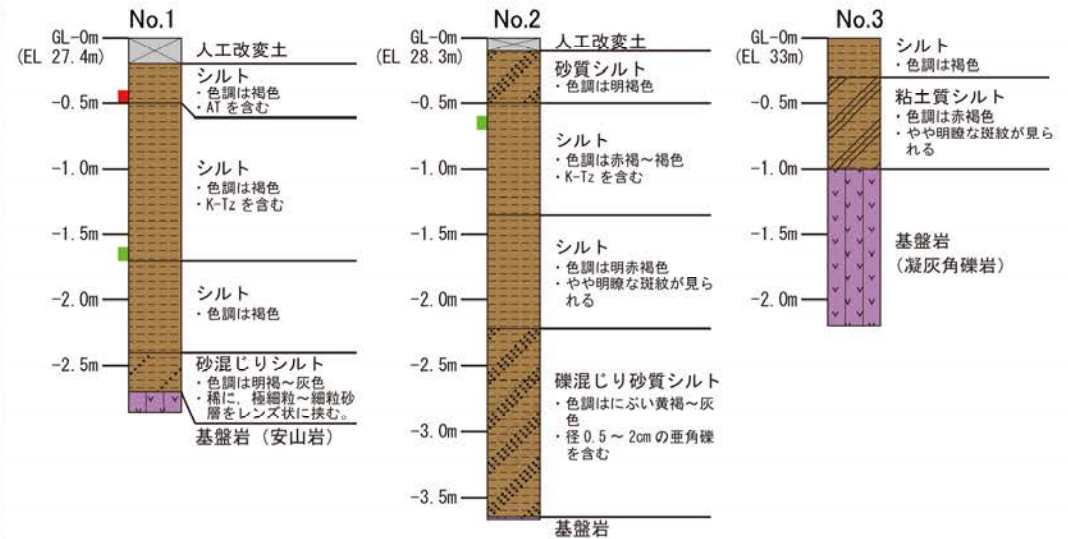 No.1
GL-0m
(EL 27.4m)
-0.5m
-1.0m
-1.5m
-2.0m
-2.5m
人工改変土
シルト
・色調は褐色
・ATを含む
シルト
・色調は褐色
・K-Tzを含む
シルト
・色調は褐色
砂混じりシルト
・色調は明褐~灰色
・稀に,極細粒~細粒砂
層をレンズ状に挟む。
基盤岩(安山岩)
No.2
GL-0m
(EL 28.3m)
-0.5m
-1.0m
-1.5m
-2.0m
-2.5m
-3.0m
-3.5m
人工改変土
砂質シルト
・色調は明褐色
シルト
・色調は赤褐~褐色
・K-Tzを含む
シルト
・色調は明赤褐色
・やや明瞭な斑紋が見ら
れる
礫混じり砂質シルト
・色調はにぶい黄褐~灰
色
・径0.5~2cmの亜角礫
を含む
基盤岩
No.3
GL-0m
(EL 33m)
-0.5m
-1.0m
-1.5m
-2.0m
シルト
・色調は褐色
粘土質シルト
・色調は赤褐色
・やや明瞭な斑紋が見ら
れる
基盤岩
(凝灰角礫岩)